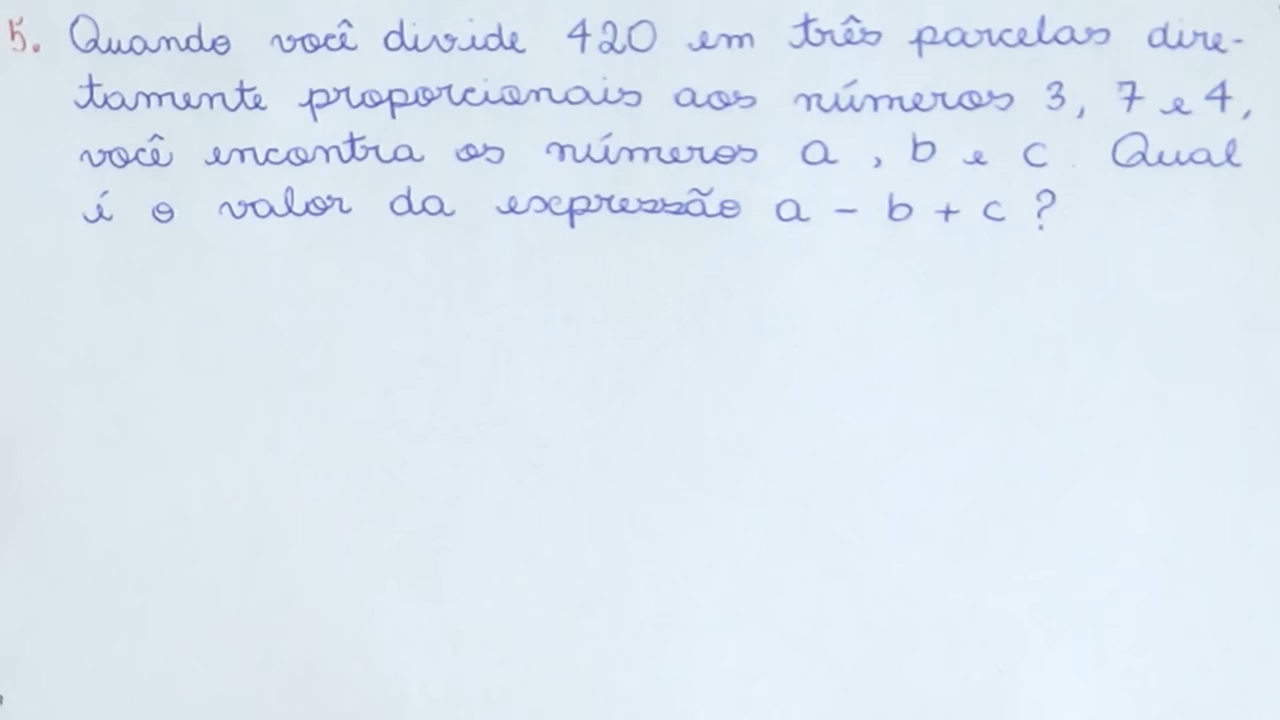 5. Quando você divide 420 em três parcelas dire-
tamente proporcionais aos números 3, 7 e 4,
você encontra os números a, b e c. Qual
é o valor da expressão a - b + c ?